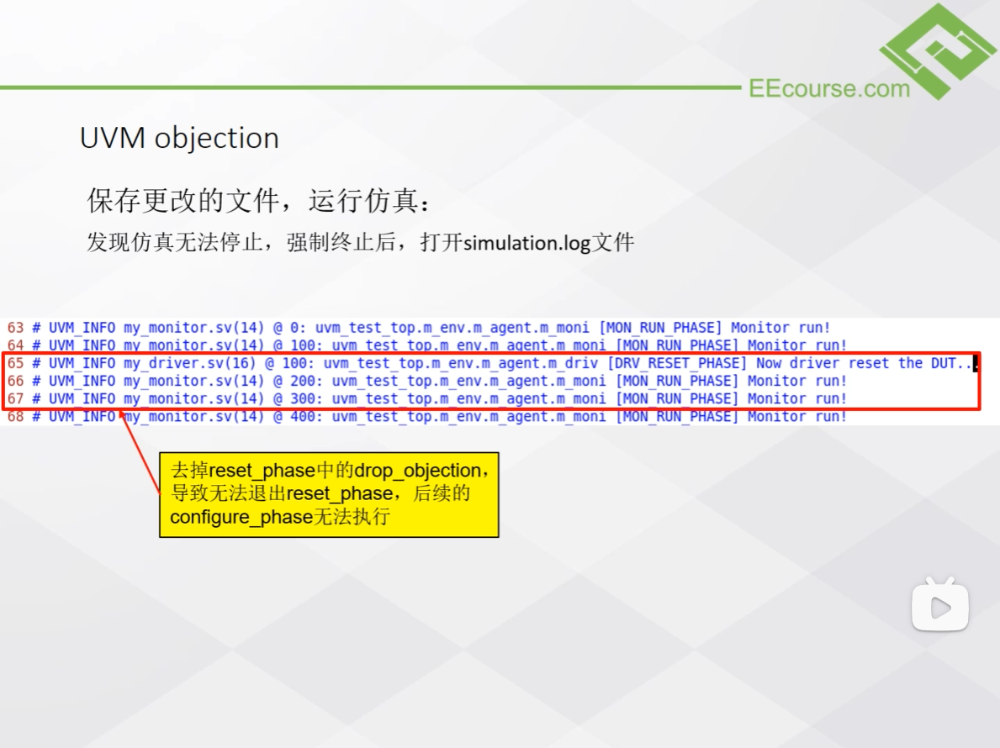 EEcourse.com
UVM objection
保存更改的文件，运行仿真：
发现仿真无法停止，强制终止后，打开simulation.log文件
63 # UVM_INFO my_monitor.sv(14) @ 0: uvm_test_top.m_env.m_agent.m_moni [MON_RUN_PHASE] Monitor run!
64 # UVM_INFO my_monitor.sv(14) @ 100: uvm_test_top.m_env.m_agent.m_moni [MON_RUN_PHASE] Monitor run!
65 # UVM_INFO my_driver.sv(16) @ 100: uvm_test_top.m_env.m_agent.m_driv [DRV_RESET_PHASE] Now driver reset the DUT...
66 # UVM_INFO my_monitor.sv(14) @ 200: uvm_test_top.m_env.m_agent.m_moni [MON_RUN_PHASE] Monitor run!
67 # UVM_INFO my_monitor.sv(14) @ 300: uvm_test_top.m_env.m_agent.m_moni [MON_RUN_PHASE] Monitor run!
68 # UVM_INFO my_monitor.sv(14) @ 400: uvm_test_top.m_env.m_agent.m_moni [MON_RUN_PHASE] Monitor run!
去掉reset_phase中的drop_objection，
导致无法退出reset_phase，后续的
configure_phase无法执行